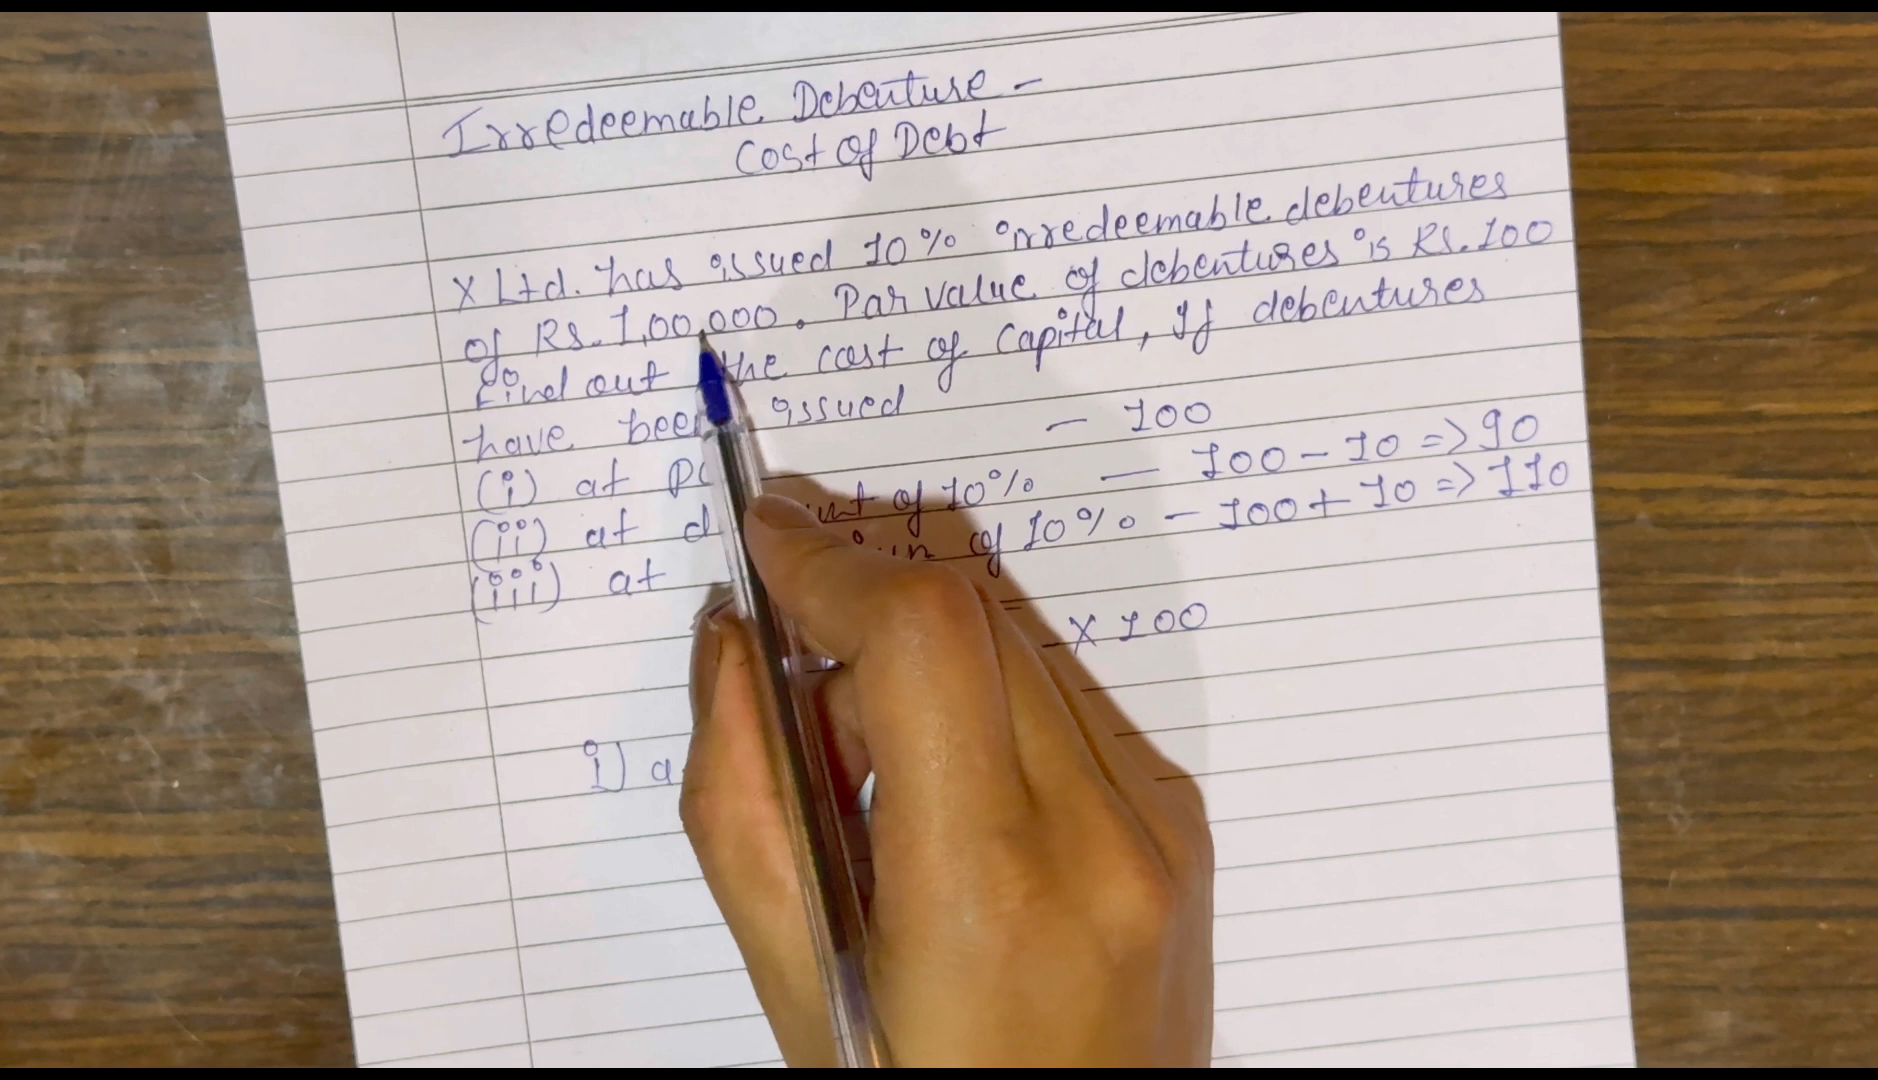 Irredeemable Debenture -
Cost of Debt
X Ltd. has issued 10% irredeemable debentures
of Rs. 1,00,000. Par value of debentures is Rs. 100
Find out the cost of capital, If debentures
have been issued
(i) at — 100
(ii) at of 10% — 100 - 10 => 90
(iii) at of 10% - 100 + 10 => 110
= × 100
i)